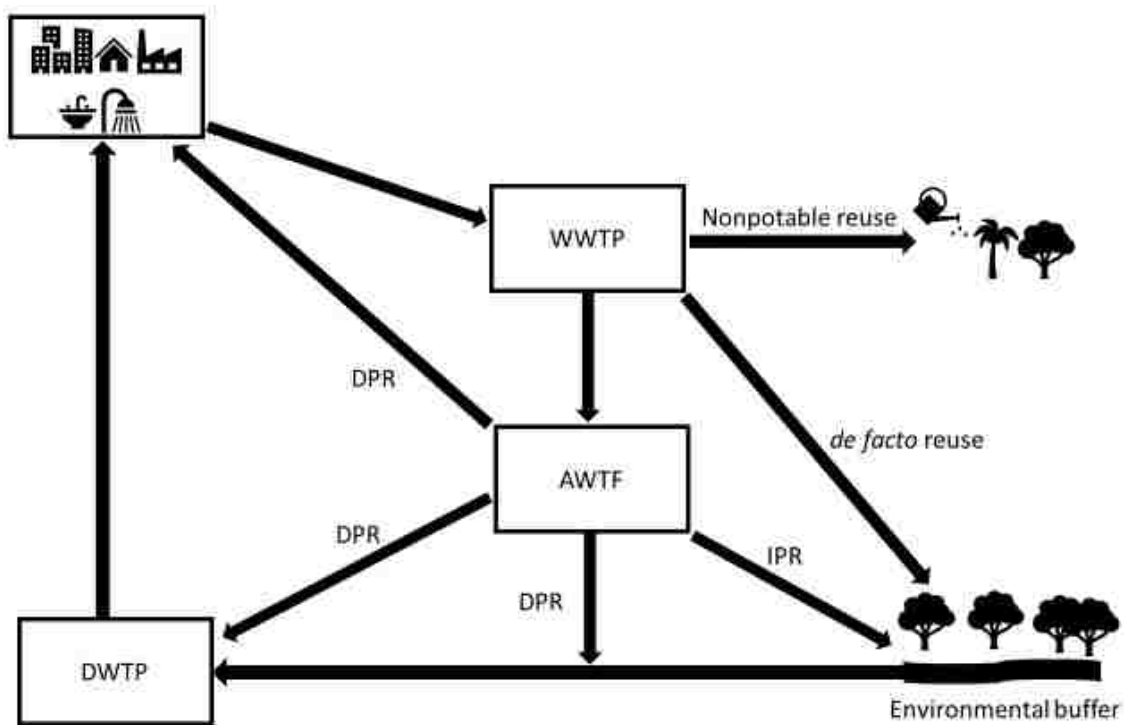 Nonpotable reuse
WWTP
DPR
de facto reuse
AWTF
DPR
IPR
DPR
DWTP
Environmental buffer